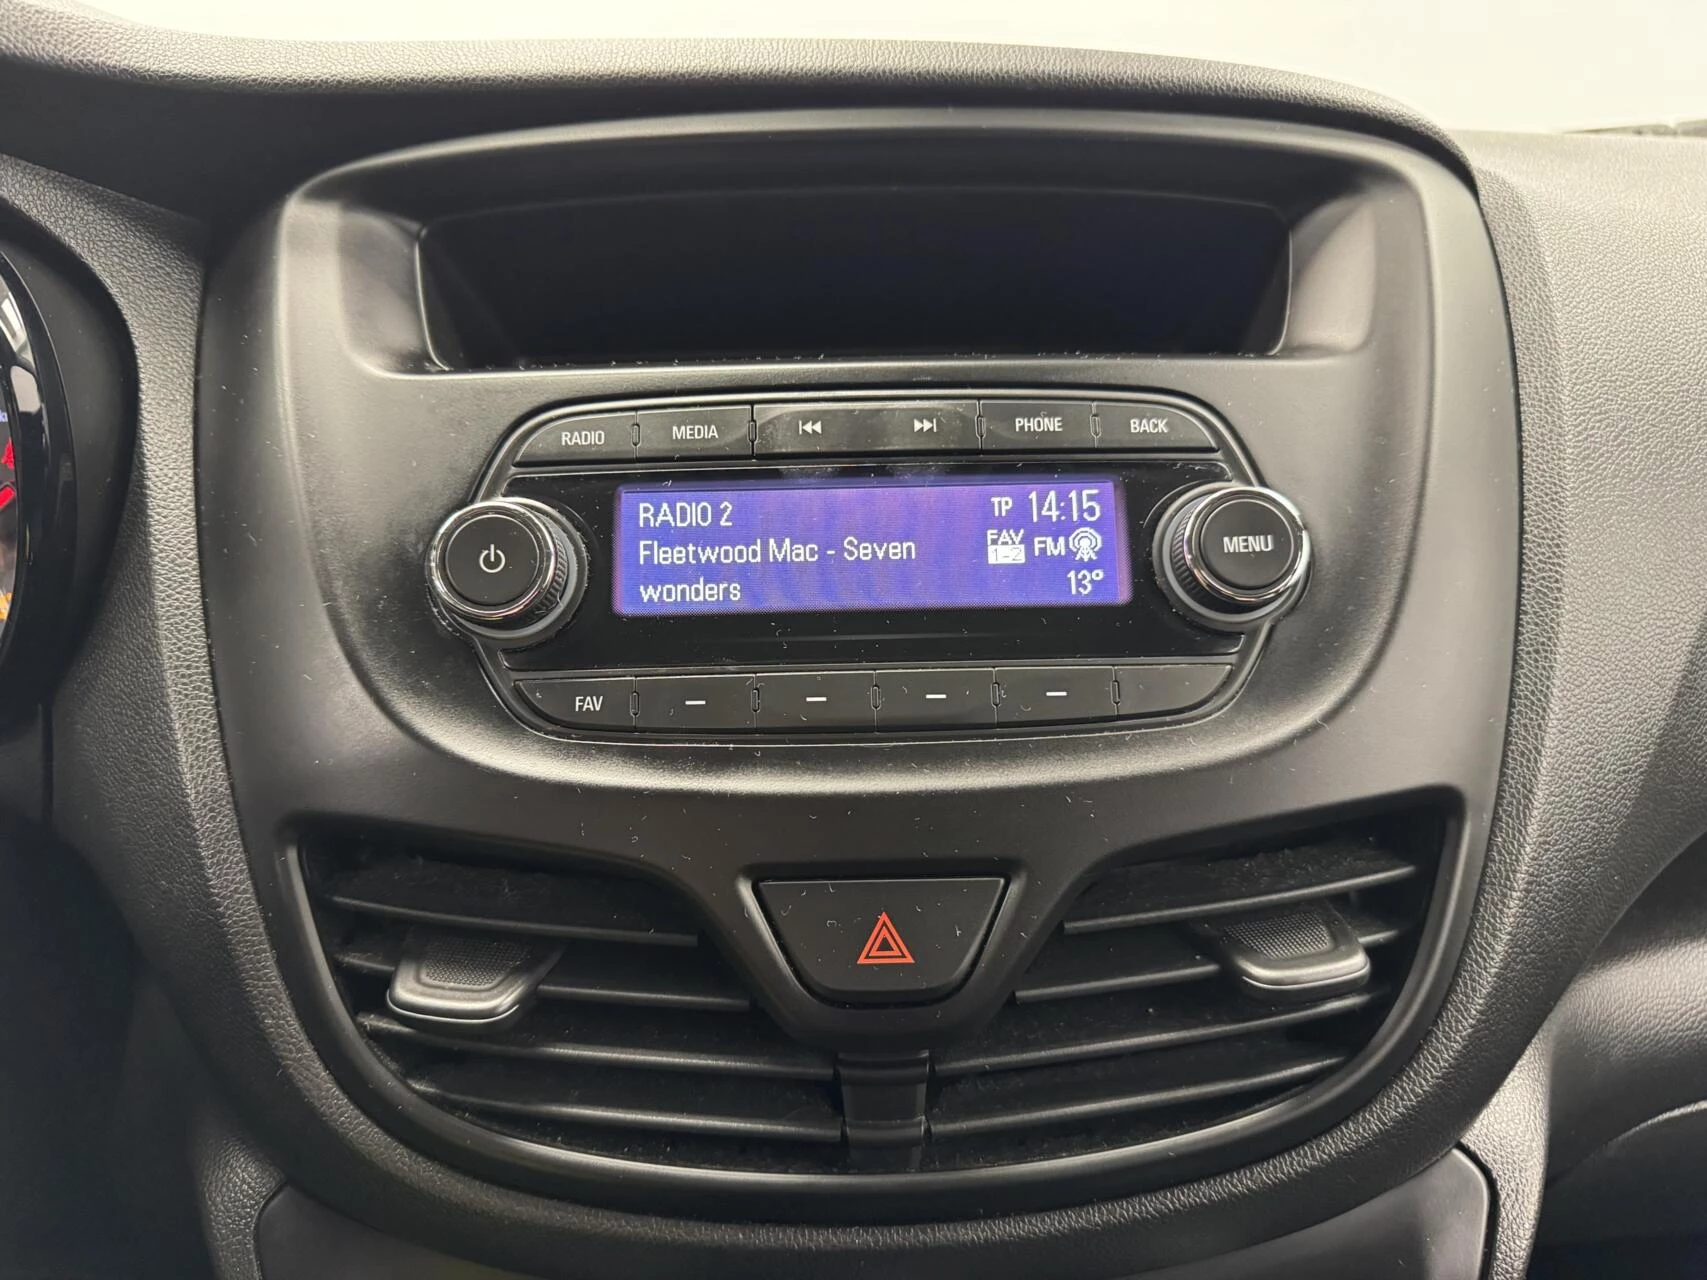 RADIO MEDIA PHONE BACK
RADIO 2 TP 14:15
Fleetwood Mac - Seven FAV 1-2 FM
wonders 13°
MENU
FAV